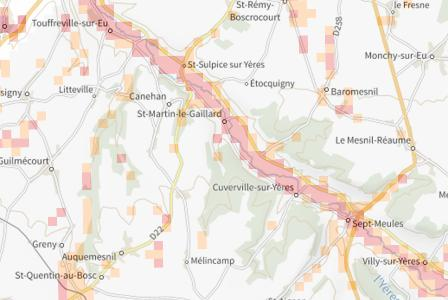 St-Rémy-
Boscrocourt
le Fresne
Touffreville-sur-Eu
D258
St-Sulpice sur Yères
Monchy-sur-Eu
Étocquigny
Litteville
Baromesnil
Canehan
St-Martin-le-Gaillard
Le Mesnil-Réaume
Guilmécourt
Cuverville-sur-Yères
Sept-Meules
D22
Greny
Auquemesnil
Mélincamp
Villy-sur-Yères
St-Quentin-au-Bosc
l'Yères